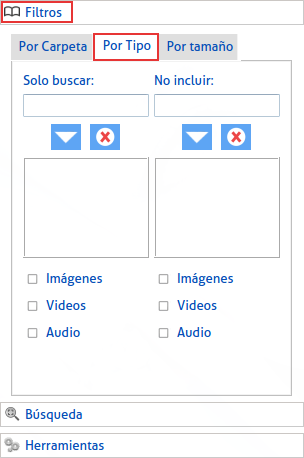 Filtros
Por Carpeta Por Tipo Por tamaño
Solo buscar: No incluir:
Imágenes Imágenes
Videos Videos
Audio Audio
Búsqueda
Herramientas